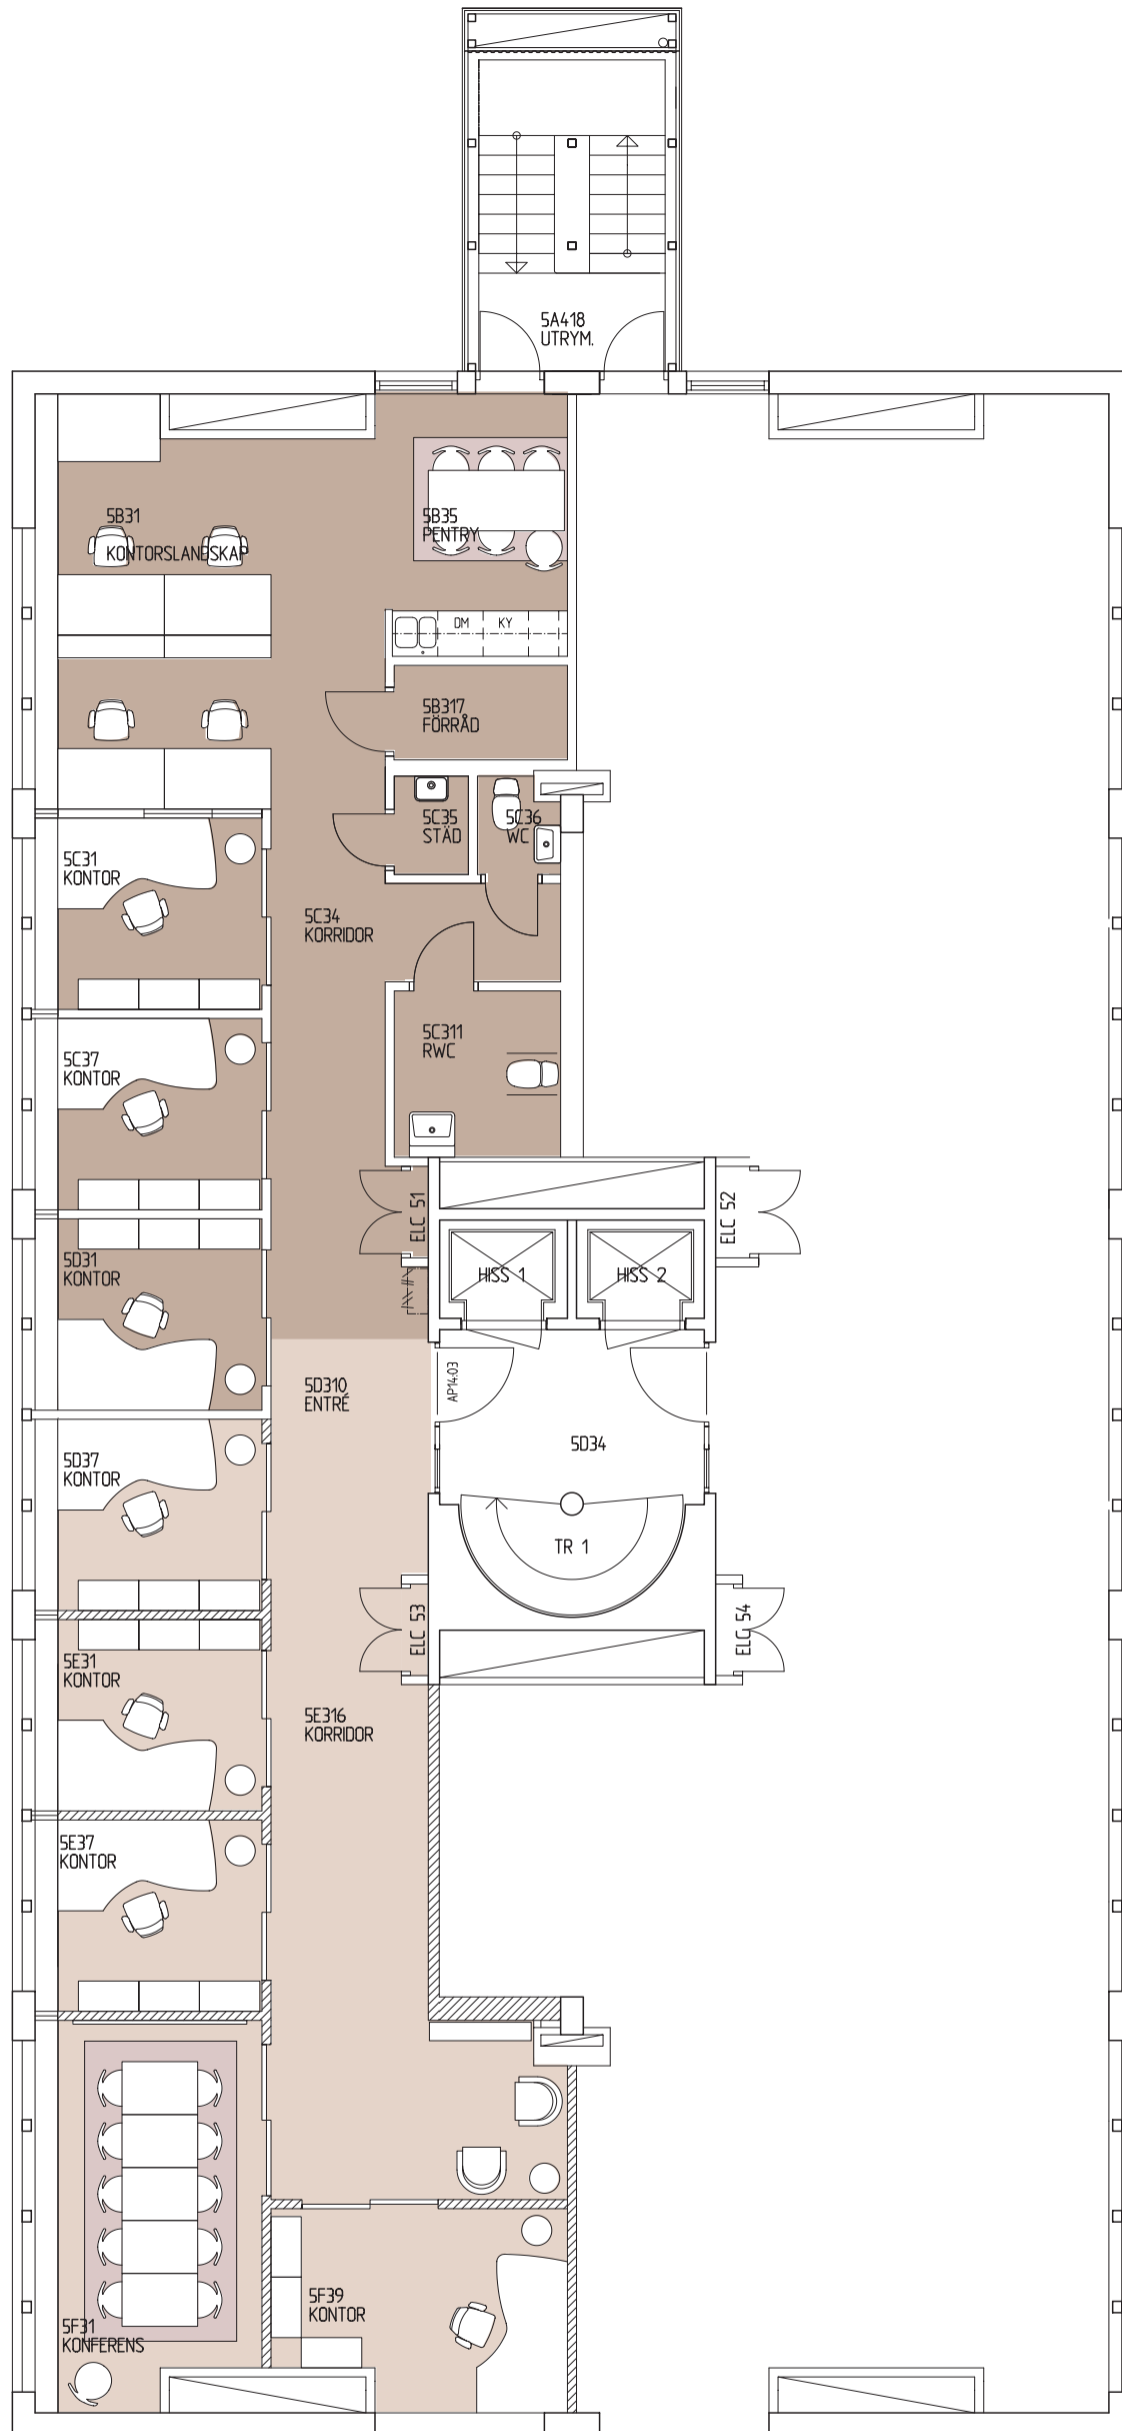 5A418
UTRYM.
5B31
KONTORSLANDSKAP
5B35
PENTRY
DM
KY
5B317
FÖRRÅD
5C35
STÄD
5C36
WC
5C31
KONTOR
5C34
KORRIDOR
5C311
RWC
5C37
KONTOR
ELC 51
ELC 52
5D31
KONTOR
HISS 1
HISS 2
5D310
ENTRÉ
AP14:03
5D34
5D37
KONTOR
TR 1
ELC 53
ELC 54
5E31
KONTOR
5E316
KORRIDOR
5E37
KONTOR
5F39
KONTOR
5F31
KONFERENS